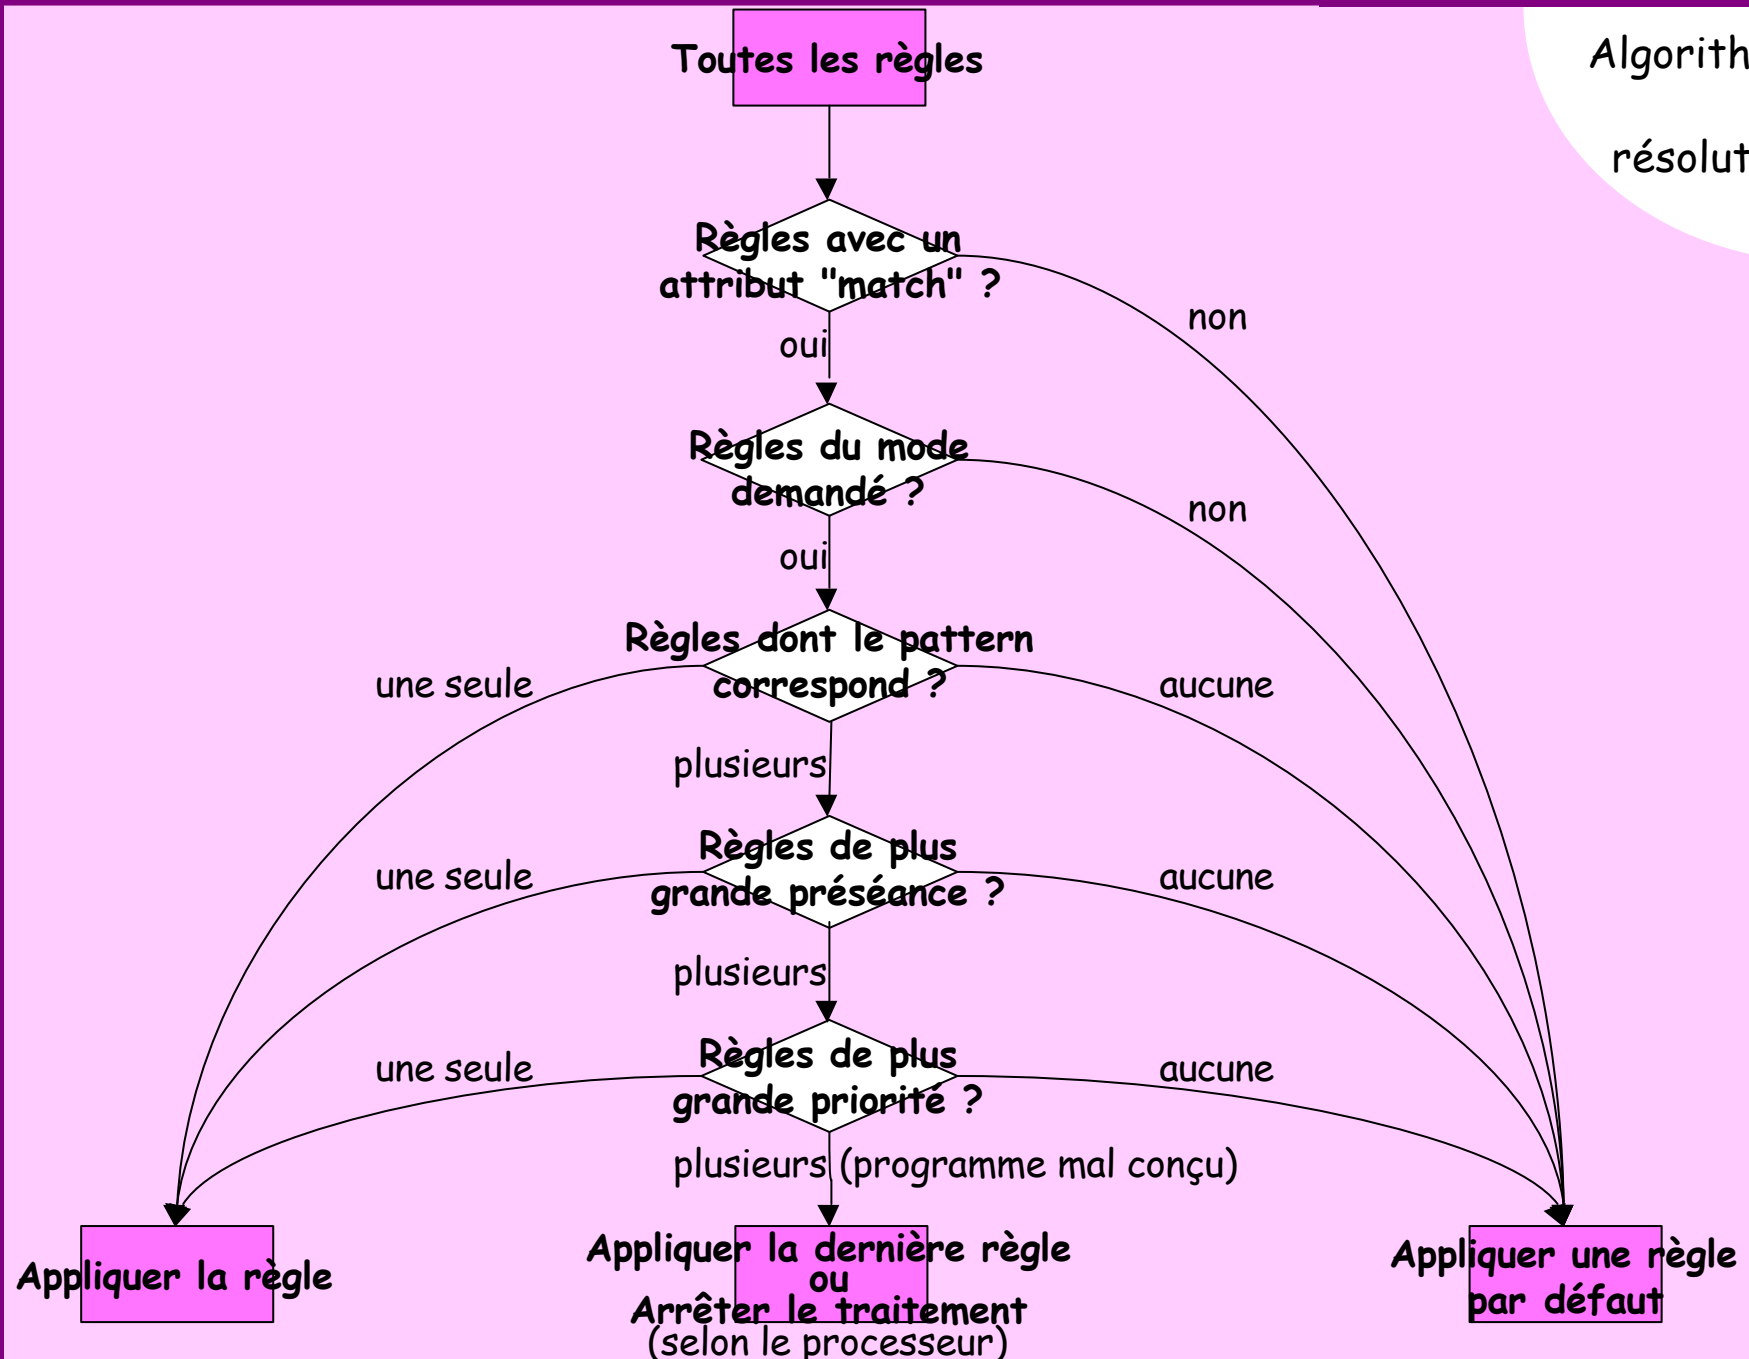 Toutes les règles
Algorith
résolut
Règles avec un
attribut "match" ?
non
oui
Règles du mode
demandé ?
non
oui
Règles dont le pattern
correspond ?
une seule
aucune
plusieurs
Règles de plus
grande préséance ?
une seule
aucune
plusieurs
Règles de plus
grande priorité ?
une seule
aucune
plusieurs (programme mal conçu)
Appliquer la règle
Appliquer la dernière règle
ou
Arrêter le traitement
(selon le processeur)
Appliquer une règle
par défaut